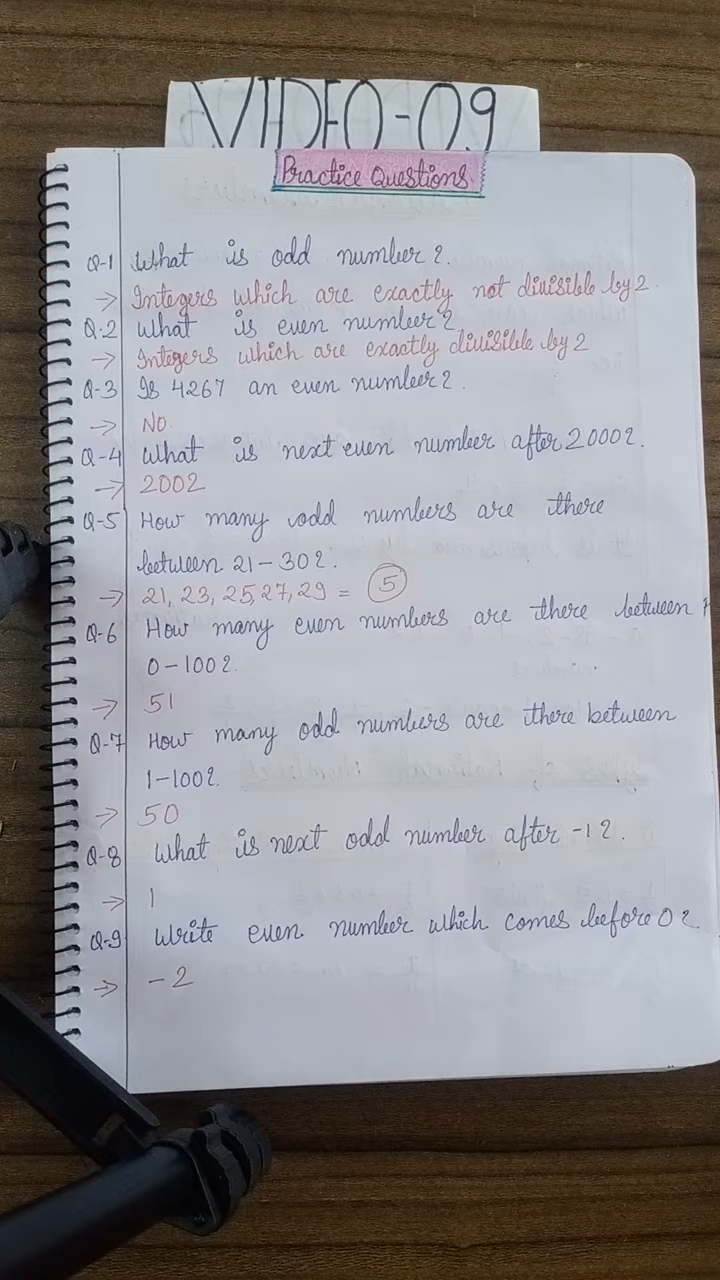 VIDEO-09
Practice Questions
Q-1 What is odd number?
→ Integers which are exactly not divisible by 2
Q-2 What is even number?
→ Integers which are exactly divisible by 2
Q-3 Is 4267 an even number?
→ NO
Q-4 What is next even number after 2000?
→ 2002
Q-5 How many odd numbers are there
between 21-30?
→ 21, 23, 25, 27, 29 = 5
Q-6 How many even numbers are there between
0-100?
→ 51
Q-7 How many odd numbers are there between
1-100?
→ 50
Q-8 What is next odd number after -1?
→ 1
Q-9 Write even number which comes before 0?
→ -2